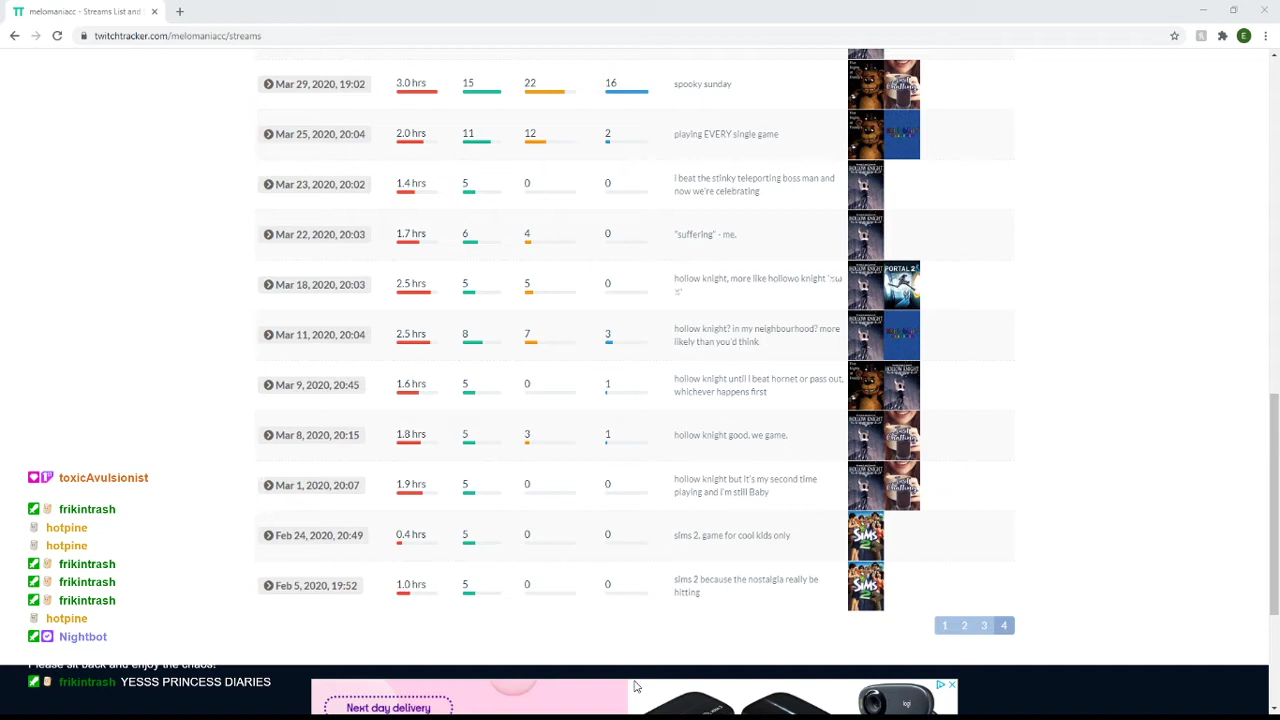 melomaniacc - Streams List and
twitchtracker.com/melomaniacc/streams
E
Mar 29, 2020, 19:02 3.0 hrs 15 22 16 spooky sunday
Mar 25, 2020, 20:04 2.0 hrs 11 12 2 playing EVERY single game
Mar 23, 2020, 20:02 1.4 hrs 5 0 0 I beat the stinky teleporting boss man and
now we're celebrating
Mar 22, 2020, 20:03 1.7 hrs 6 4 0 "suffering" - me.
Mar 18, 2020, 20:03 2.5 hrs 5 5 0 hollow knight, more like hollowo knight
PORTAL 2
Mar 11, 2020, 20:04 2.5 hrs 8 7 3 hollow knight? in my neighbourhood? more
likely than you'd think
Mar 9, 2020, 20:45 1.6 hrs 5 0 1 hollow knight until I beat hornet or pass out,
whichever happens first
Mar 8, 2020, 20:15 1.8 hrs 5 3 1 hollow knight good, we game.
Mar 1, 2020, 20:07 1.9 hrs 5 0 0 hollow knight but it's my second time
playing and I'm still Baby
Feb 24, 2020, 20:49 0.4 hrs 5 0 0 sims 2, game for cool kids only
Feb 5, 2020, 19:52 1.0 hrs 5 0 0 sims 2 because the nostalgia really be
hitting
1 2 3 4
toxicAvulsionist
frikintrash
hotpine
hotpine
frikintrash
frikintrash
frikintrash
hotpine
Nightbot
Please sit back and enjoy the chaos!
frikintrash YESSS PRINCESS DIARIES
Next day delivery
logi